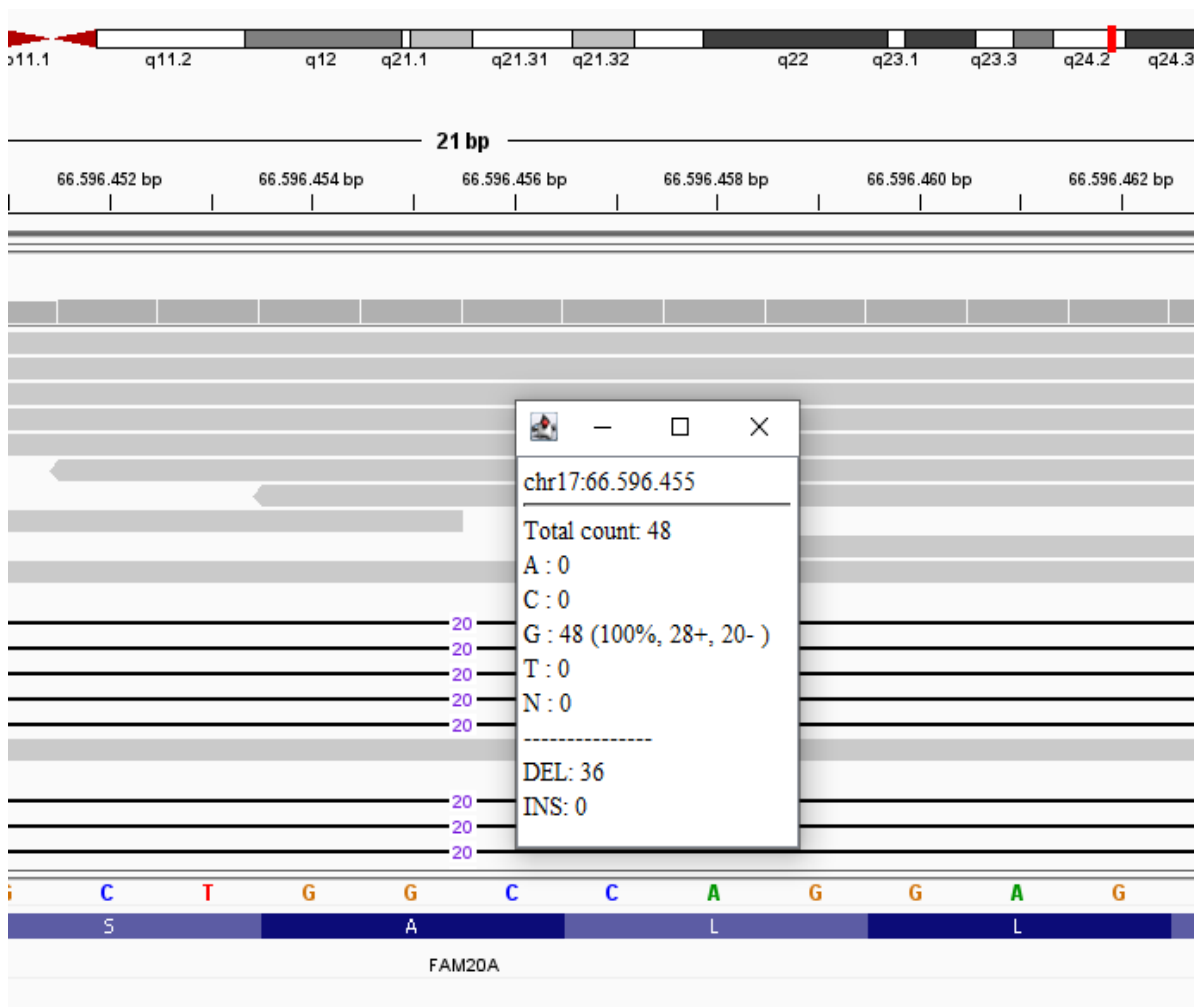 p11.1 q11.2 q12 q21.1 q21.31 q21.32 q22 q23.1 q23.3 q24.2 q24.3
21 bp
66.596.452 bp 66.596.454 bp 66.596.456 bp 66.596.458 bp 66.596.460 bp 66.596.462 bp
chr17:66.596.455
Total count: 48
A : 0
C : 0
G : 48 (100%, 28+, 20- )
T : 0
N : 0
---------------
DEL: 36
INS: 0
20
20
20
20
20
20
20
20
G C T G G C C A G G A G
S A L L
FAM20A